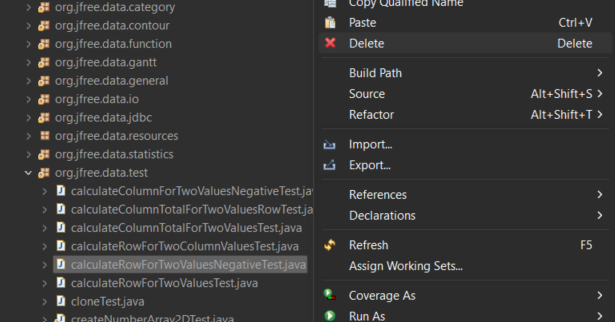 org.jfree.data.category
org.jfree.data.contour
org.jfree.data.function
org.jfree.data.gantt
org.jfree.data.general
org.jfree.data.io
org.jfree.data.jdbc
org.jfree.data.resources
org.jfree.data.statistics
org.jfree.data.test
calculateColumnForTwoValuesNegativeTest.jav
calculateColumnTotalForTwoValuesRowTest.jav
calculateColumnTotalForTwoValuesTest.java
calculateRowForTwoColumnValuesTest.java
calculateRowForTwoValuesNegativeTest.java
calculateRowForTwoValuesTest.java
cloneTest.java
createNumberArray2DTest.java
Copy Qualified Name
Paste Ctrl+V
Delete Delete
Build Path >
Source Alt+Shift+S >
Refactor Alt+Shift+T >
Import...
Export...
References >
Declarations >
Refresh F5
Assign Working Sets...
Coverage As >
Run As >